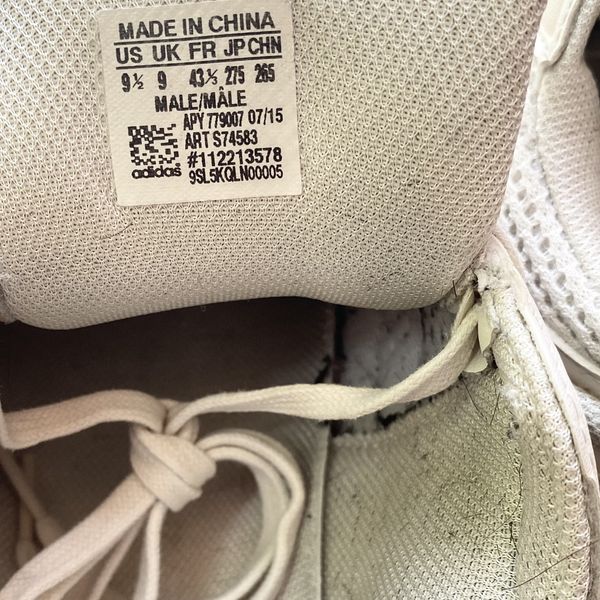 MADE IN CHINA
US UK FR JP CHN
9½ 9 43⅓ 275 265
MALE/MÂLE
APY 779007 07/15
ART S74583
#112213578
adidas 9SL5KQLN00005